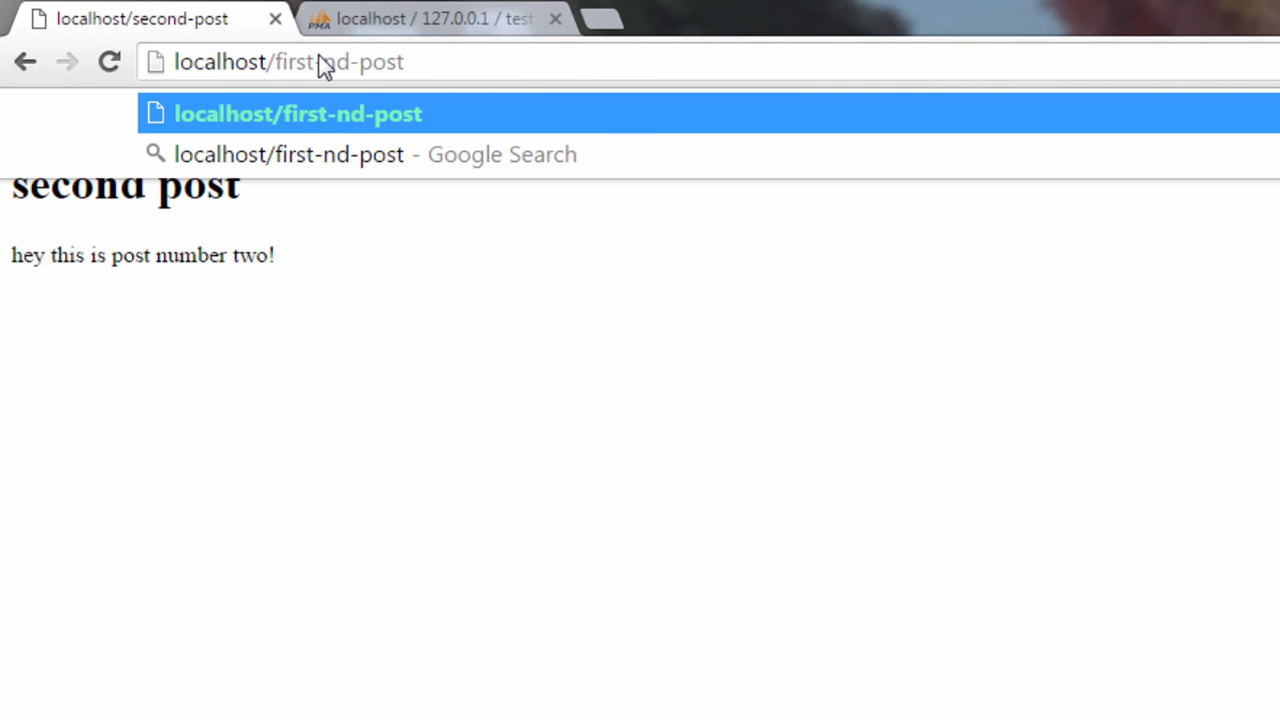 localhost/second-post
PMA localhost / 127.0.0.1 / test
localhost/first-nd-post
localhost/first-nd-post
localhost/first-nd-post - Google Search
second post
hey this is post number two!